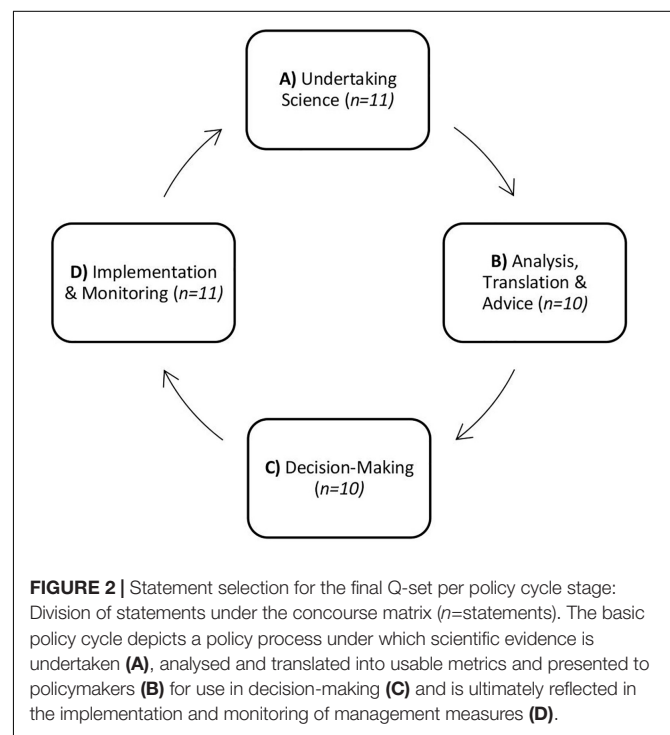 A) Undertaking
Science (n=11)
B) Analysis,
Translation &
Advice (n=10)
C) Decision-Making
(n=10)
D) Implementation
& Monitoring (n=11)
FIGURE 2 | Statement selection for the final Q-set per policy cycle stage:
Division of statements under the concourse matrix (n=statements). The basic
policy cycle depicts a policy process under which scientific evidence is
undertaken (A), analysed and translated into usable metrics and presented to
policymakers (B) for use in decision-making (C) and is ultimately reflected in
the implementation and monitoring of management measures (D).